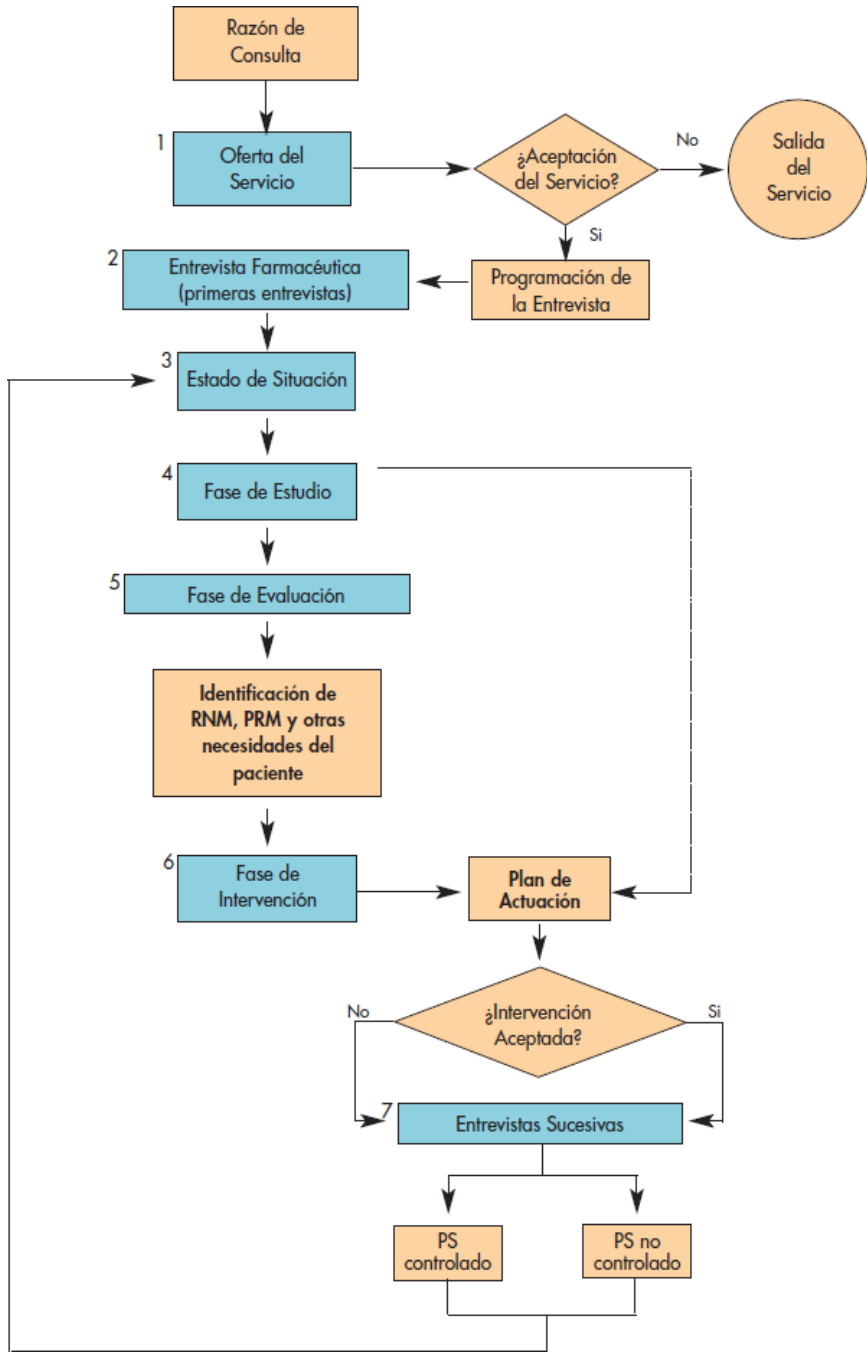 Razón de
Consulta
1
Oferta del
Servicio
¿Aceptación
del Servicio?
No
Salida
del
Servicio
Si
2
Entrevista Farmacéutica
(primeras entrevistas)
Programación de
la Entrevista
3
Estado de Situación
4
Fase de Estudio
5
Fase de Evaluación
Identificación de
RNM, PRM y otras
necesidades del
paciente
6
Fase de
Intervención
Plan de
Actuación
No
¿Intervención
Aceptada?
Si
7
Entrevistas Sucesivas
PS
controlado
PS no
controlado